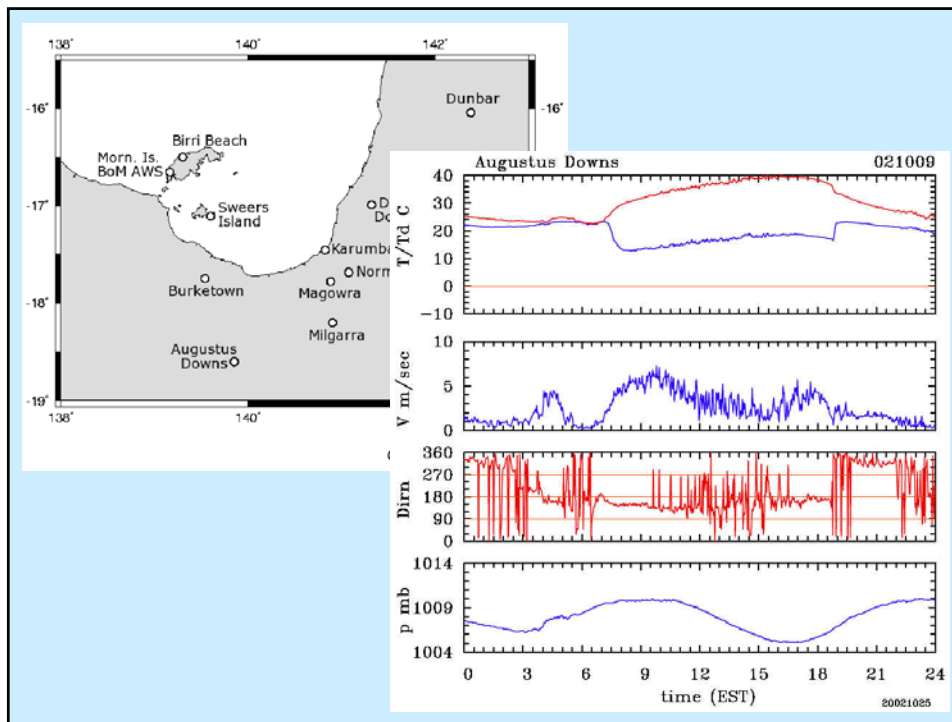 138° 140° 142°
-16° -16°
-17°
-18°
-19°
138° 140°
Dunbar
Birri Beach
Morn. Is.
BoM AWS
Sweers
Island
D
Do
Karumba
Norm
Burketown
Magowra
Milgarra
Augustus
Downs
Augustus Downs 021009
T/Td C
40
30
20
10
0
-10
V m/sec
10
5
0
Dirn
360
270
180
90
0
p mb
1014
1009
1004
0 3 6 9 12 15 18 21 24
time (EST)
20021025